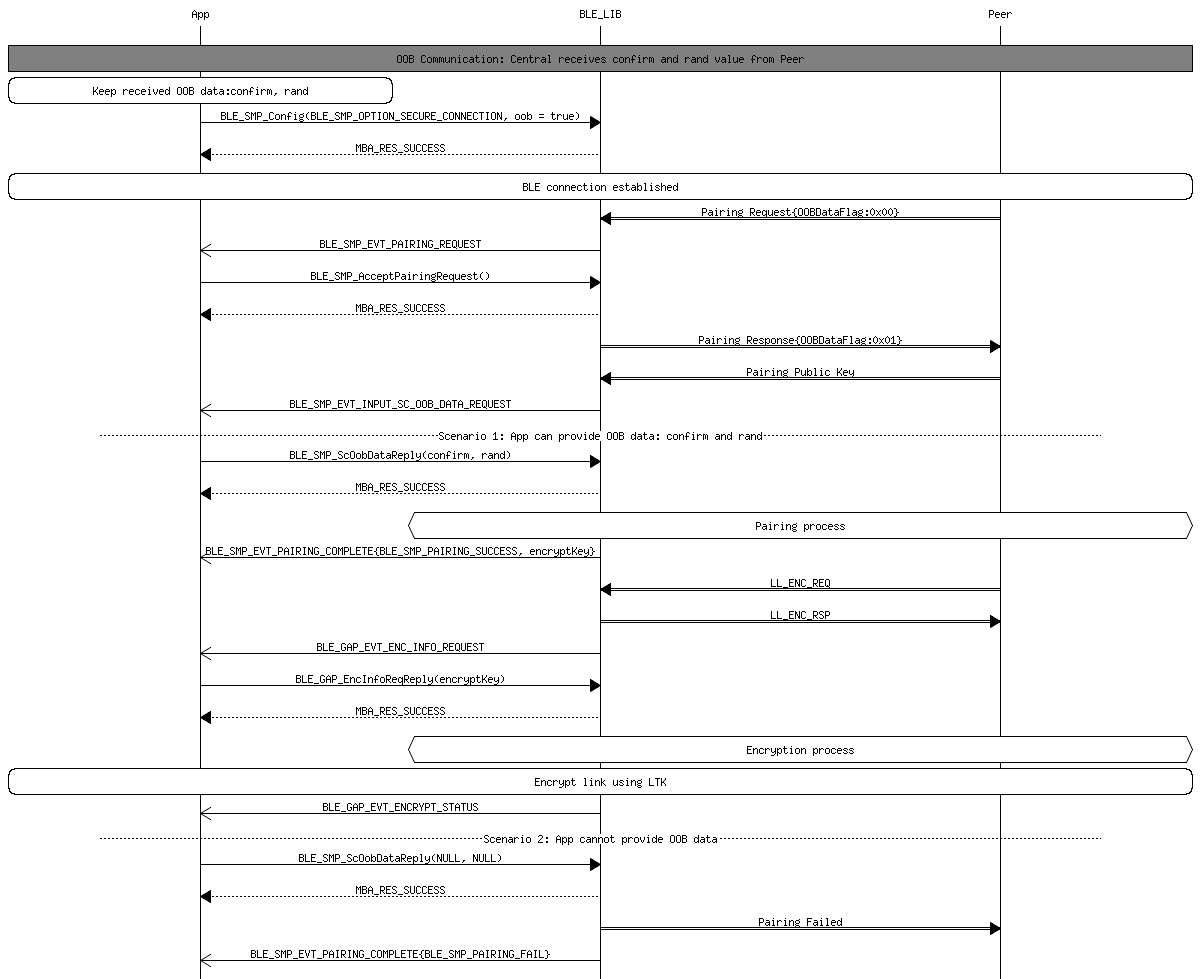 App
BLE_LIB
Peer
OOB Communication: Central receives confirm and rand value from Peer
Keep received OOB data:confirm, rand
BLE_SMP_Config(BLE_SMP_OPTION_SECURE_CONNECTION, oob = true)
MBA_RES_SUCCESS
BLE connection established
Pairing Request{OOBDataFlag:0x00}
BLE_SMP_EVT_PAIRING_REQUEST
BLE_SMP_AcceptPairingRequest()
MBA_RES_SUCCESS
Pairing Response{OOBDataFlag:0x01}
Pairing Public Key
BLE_SMP_EVT_INPUT_SC_OOB_DATA_REQUEST
Scenario 1: App can provide OOB data: confirm and rand
BLE_SMP_ScOobDataReply(confirm, rand)
MBA_RES_SUCCESS
Pairing process
BLE_SMP_EVT_PAIRING_COMPLETE{BLE_SMP_PAIRING_SUCCESS, encryptKey}
LL_ENC_REQ
LL_ENC_RSP
BLE_GAP_EVT_ENC_INFO_REQUEST
BLE_GAP_EncInfoReqReply(encryptKey)
MBA_RES_SUCCESS
Encryption process
Encrypt link using LTK
BLE_GAP_EVT_ENCRYPT_STATUS
Scenario 2: App cannot provide OOB data
BLE_SMP_ScOobDataReply(NULL, NULL)
MBA_RES_SUCCESS
Pairing Failed
BLE_SMP_EVT_PAIRING_COMPLETE{BLE_SMP_PAIRING_FAIL}